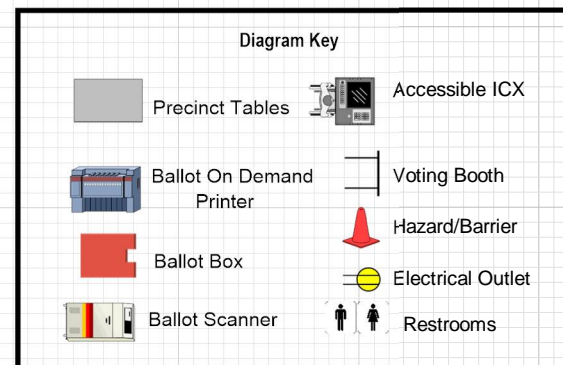 Diagram Key
Precinct Tables
Accessible ICX
Ballot On Demand
Printer
Voting Booth
Hazard/Barrier
Ballot Box
Electrical Outlet
Ballot Scanner
Restrooms